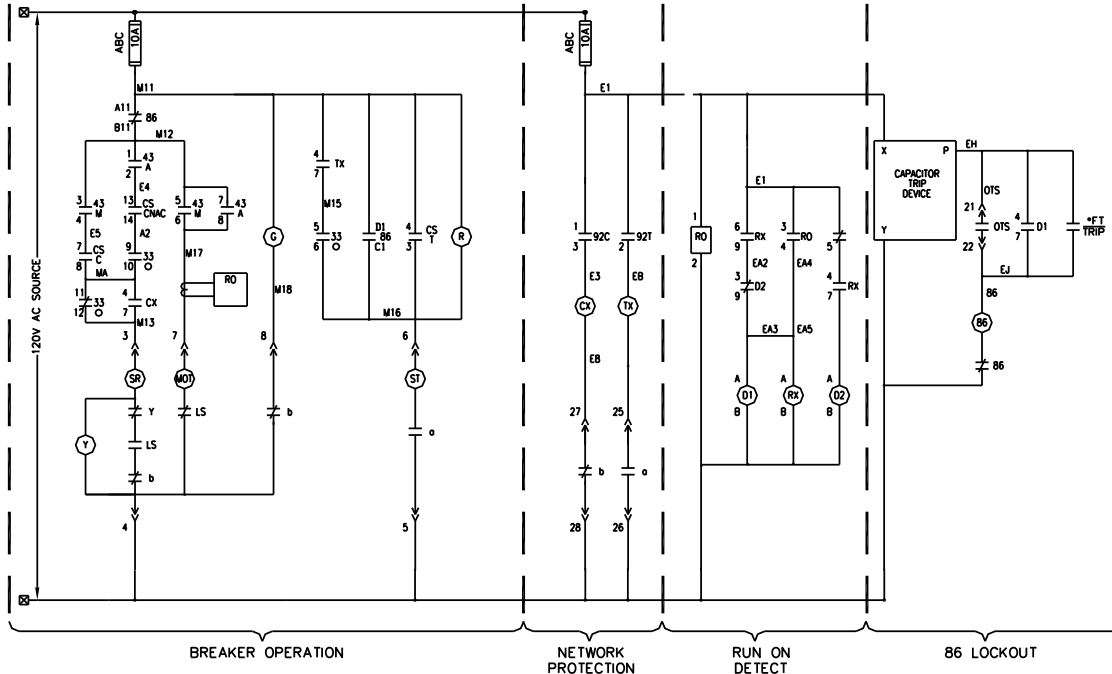 ABC
10A
ABC
10A
M11
E1
A11
86
B11
M12
1
43
2
A
E4
3
43
4
M
13
CS
14
CNAC
5
43
6
M
7
43
8
A
E5
A2
7
CS
8
C
9
33
10
O
M17
MA
11
33
12
O
4
CX
7
M13
RO
3
7
8
SR
MOT
Y
LS
b
Y
LS
b
4
G
M18
4
TX
7
M15
5
33
6
O
D1
86
C1
4
CS
3
T
R
M16
6
ST
a
5
120V AC SOURCE
1
92C
3
E3
CX
EB
27
b
28
92T
2
EB
TX
25
a
26
1
RO
2
E1
6
RX
9
EA2
3
D2
9
3
RO
4
EA4
5
4
RX
7
EA3
EA5
A
D1
B
A
RX
B
A
D2
B
X
P
CAPACITOR
TRIP
DEVICE
Y
EH
OTS
21
OTS
22
4
D1
7
*FT
TRIP
EJ
86
86
86
BREAKER OPERATION
NETWORK
PROTECTION
RUN ON
DETECT
86 LOCKOUT